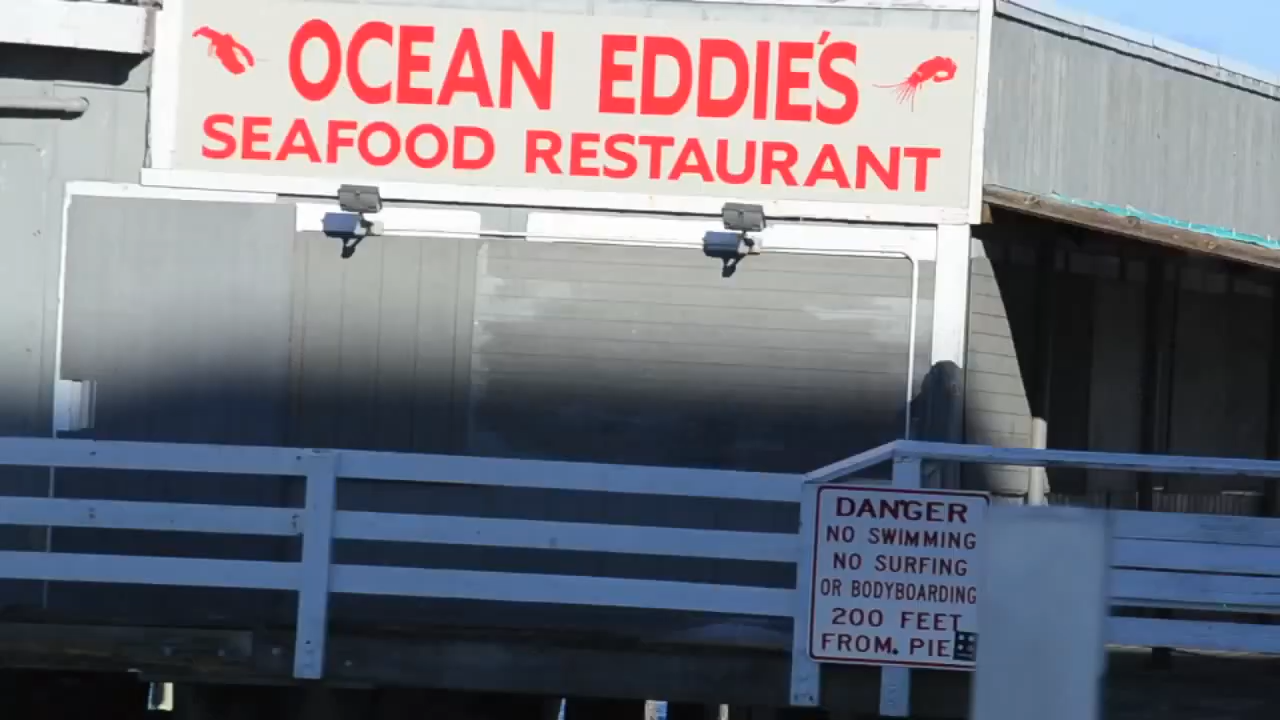 OCEAN EDDIE'S
SEAFOOD RESTAURANT
DANGER
NO SWIMMING
NO SURFING
OR BODYBOARDING
200 FEET
FROM. PIE